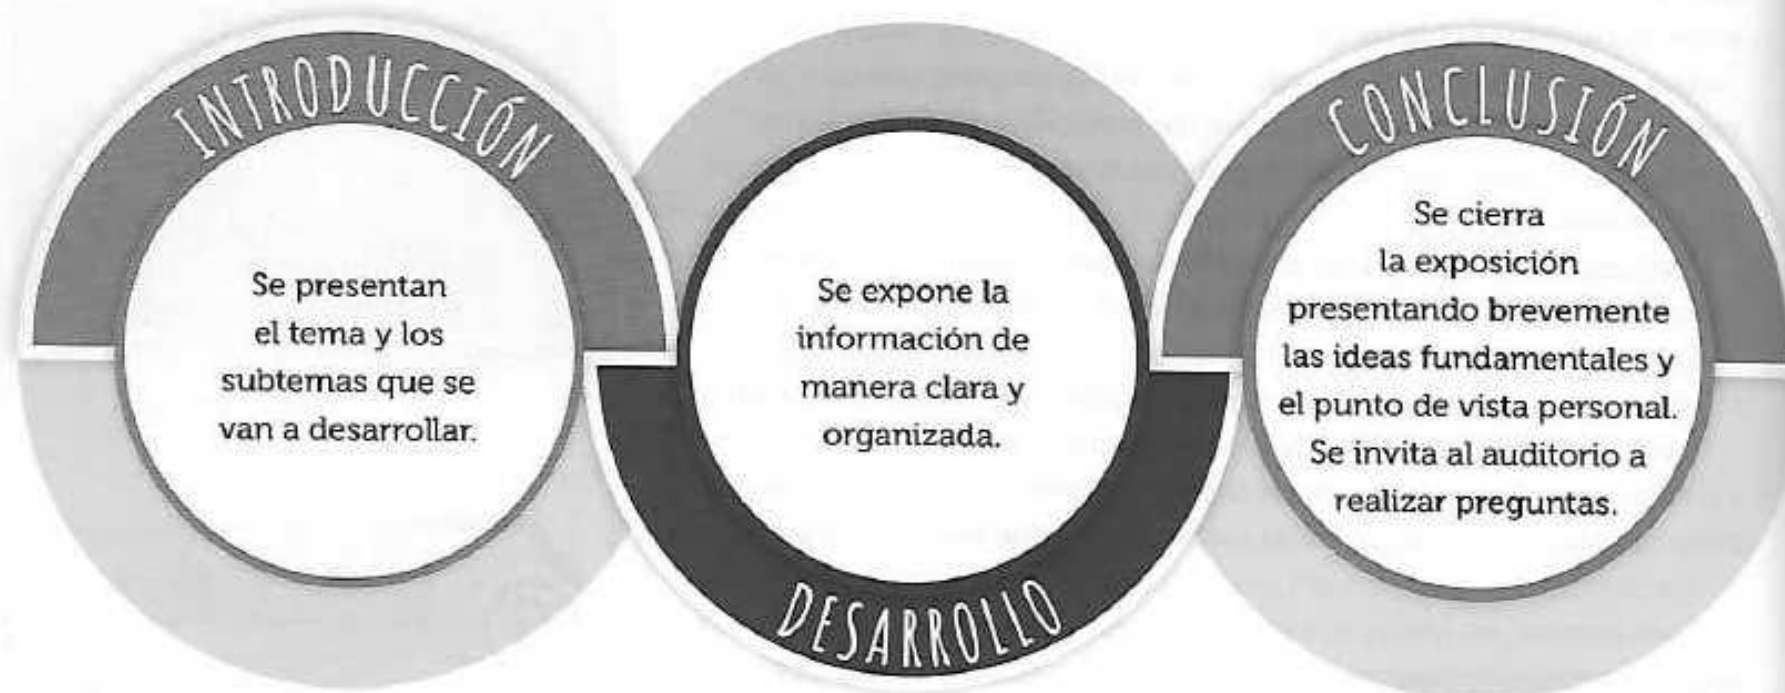 INTRODUCCIÓN
Se presentan
el tema y los
subtemas que se
van a desarrollar.
Se expone la
información de
manera clara y
organizada.
DESARROLLO
CONCLUSIÓN
Se cierra
la exposición
presentando brevemente
las ideas fundamentales y
el punto de vista personal.
Se invita al auditorio a
realizar preguntas.